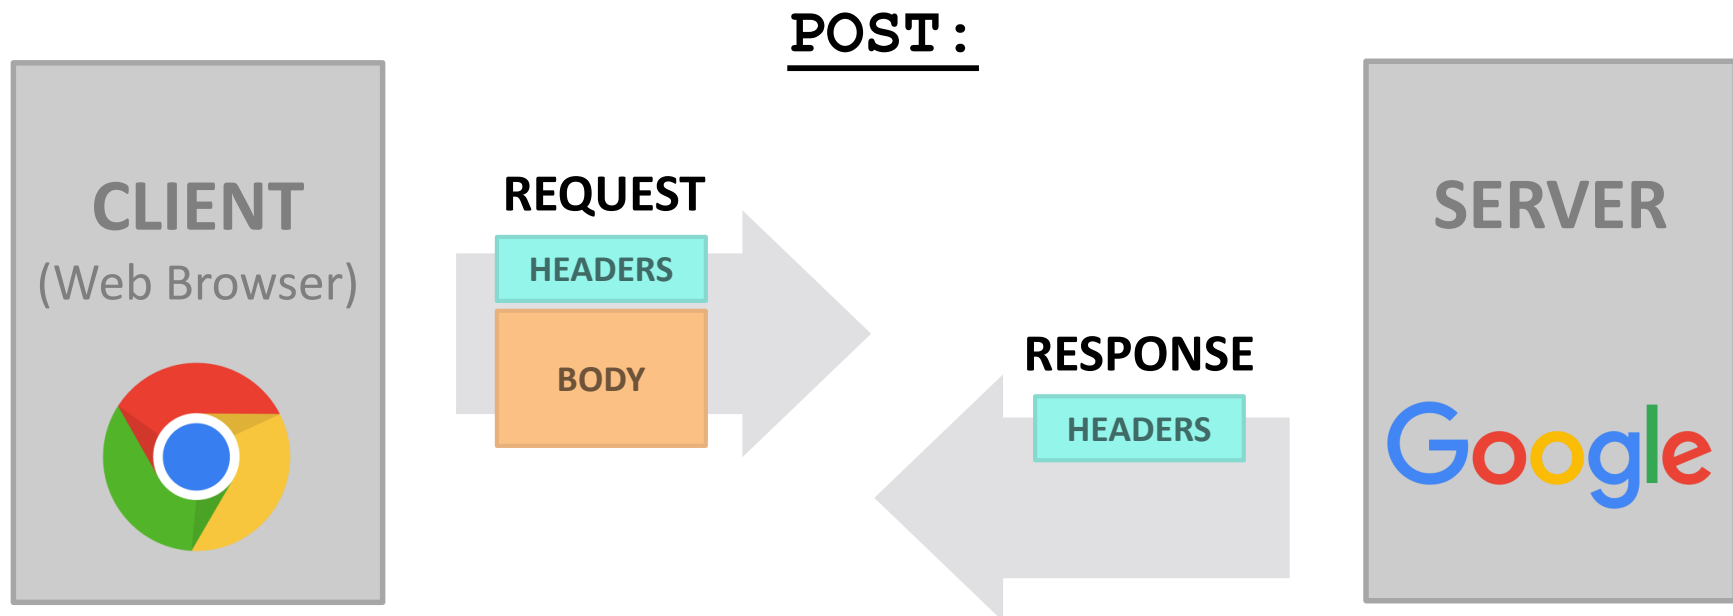 POST:
CLIENT
(Web Browser)
REQUEST
HEADERS
BODY
RESPONSE
HEADERS
SERVER
Google